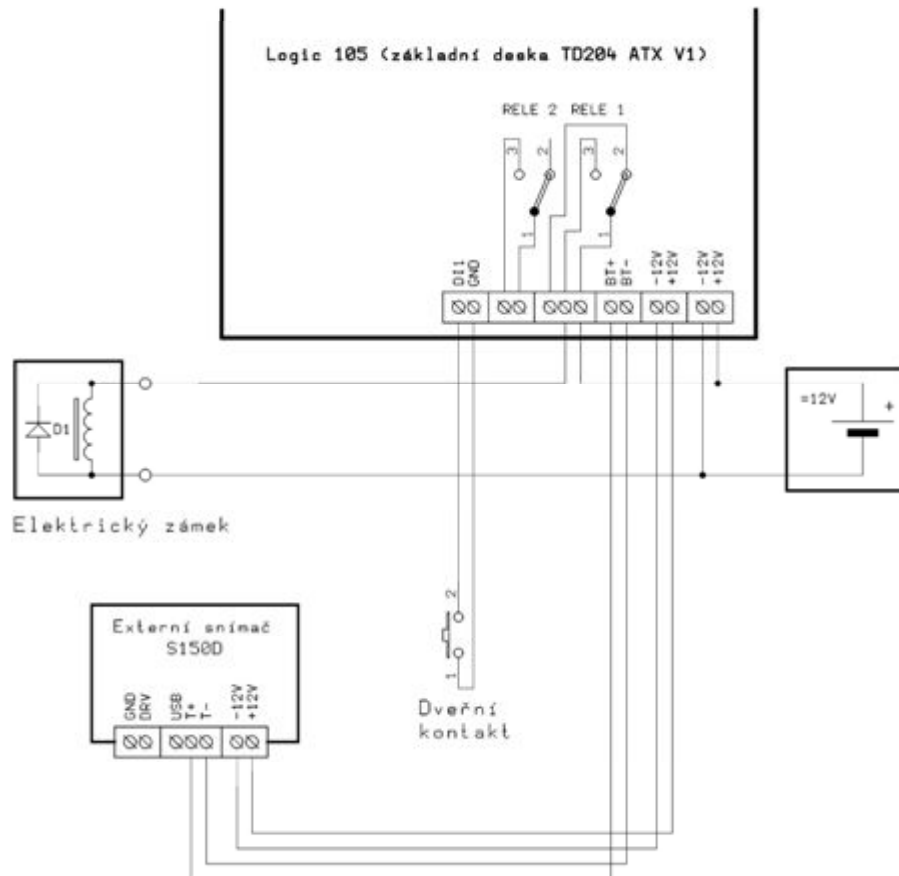 Logic 105 (základní deska TD204 ATX V1)
RELE 2 RELE 1
3 2 3 2
1 1
DI1 GND BT+ BT- -12V +12V -12V +12V
=12V +
D1
Elektrický zámek
2
1
Dveřní
kontakt
Externí snímač
S150D
GND DRV USB T+ T- -12V +12V